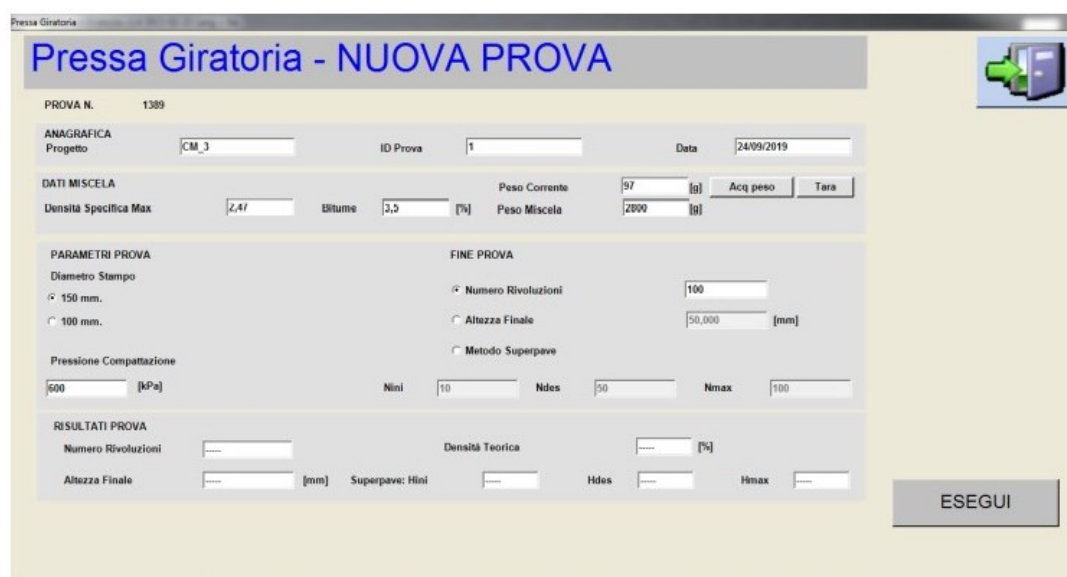 Pressa Giratoria
Pressa Giratoria - NUOVA PROVA
PROVA N. 1389
ANAGRAFICA
Progetto CM_3 ID Prova 1 Data 24/09/2019
DATI MISCELA
Peso Corrente 97 [g] Acq peso Tara
Densità Specifica Max 2,47 Bitume 3,5 [%] Peso Miscela 2800 [g]
PARAMETRI PROVA FINE PROVA
Diametro Stampo
150 mm. Numero Rivoluzioni 100
100 mm. Altezza Finale 50,000 [mm]
Metodo Superpave
Pressione Compattazione
600 [kPa] Nini 10 Ndes 50 Nmax 100
RISULTATI PROVA
Numero Rivoluzioni ----- Densità Teorica ----- [%]
Altezza Finale ----- [mm] Superpave: Hini ----- Hdes ----- Hmax -----
ESEGUI